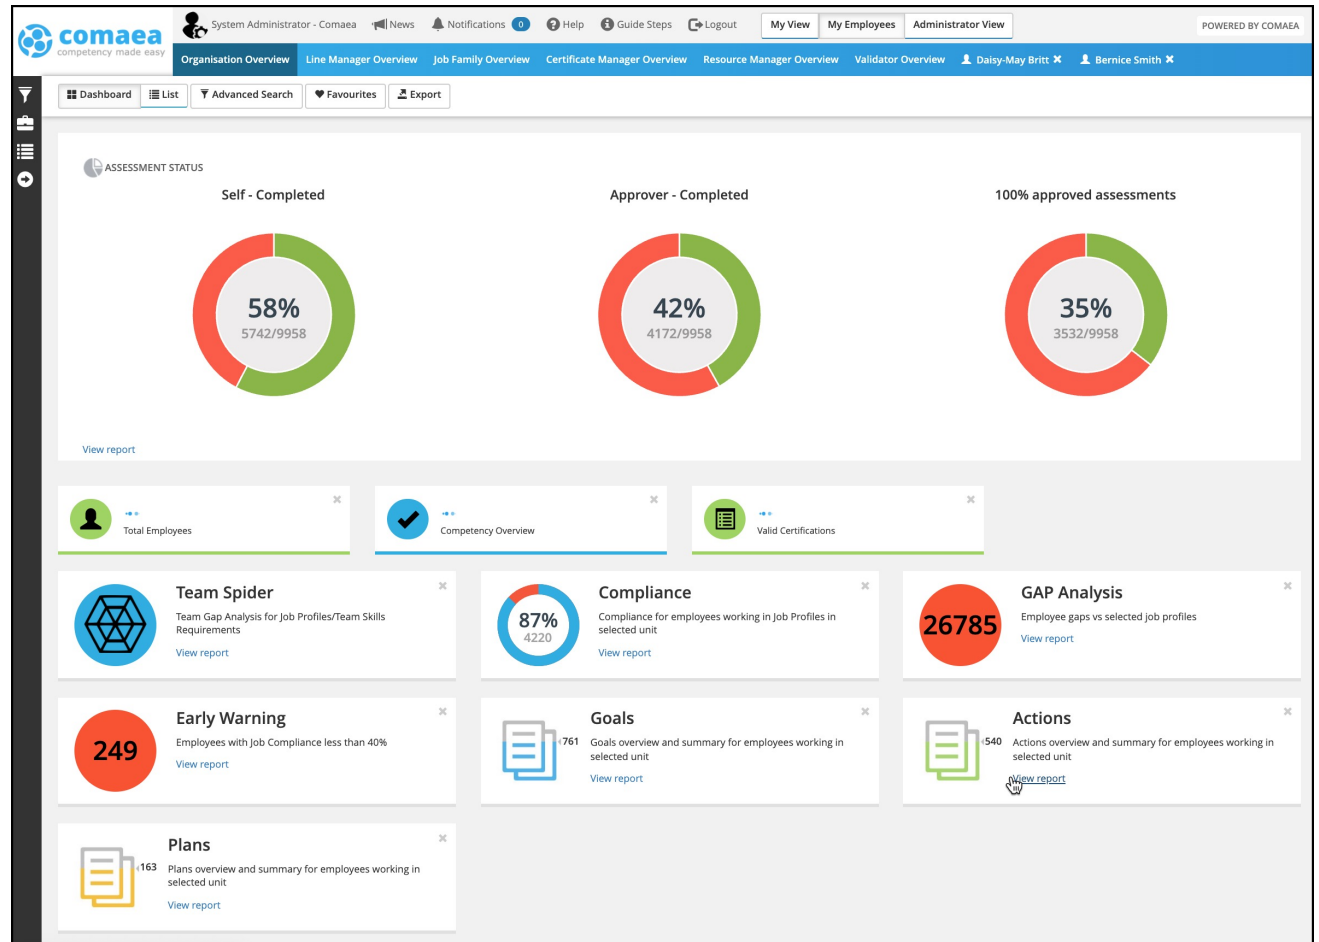 comaea
competency made easy
System Administrator - Comaea News Notifications 0 Help Guide Steps Logout My View My Employees Administrator View POWERED BY COMAEA
Organisation Overview Line Manager Overview Job Family Overview Certificate Manager Overview Resource Manager Overview Validator Overview Daisy-May Britt Bernice Smith
Dashboard List Advanced Search Favourites Export
ASSESSMENT STATUS
Self - Completed Approver - Completed 100% approved assessments
58% 42% 35%
5742/9958 4172/9958 3532/9958
View report
Total Employees Competency Overview Valid Certifications
Team Spider
Team Gap Analysis for Job Profiles/Team Skills
Requirements
View report
87%
4220
Compliance
Compliance for employees working in Job Profiles in
selected unit
View report
26785
GAP Analysis
Employee gaps vs selected job profiles
View report
249
Early Warning
Employees with Job Compliance less than 40%
View report
761
Goals
Goals overview and summary for employees working in
selected unit
View report
540
Actions
Actions overview and summary for employees working in
selected unit
View report
163
Plans
Plans overview and summary for employees working in
selected unit
View report